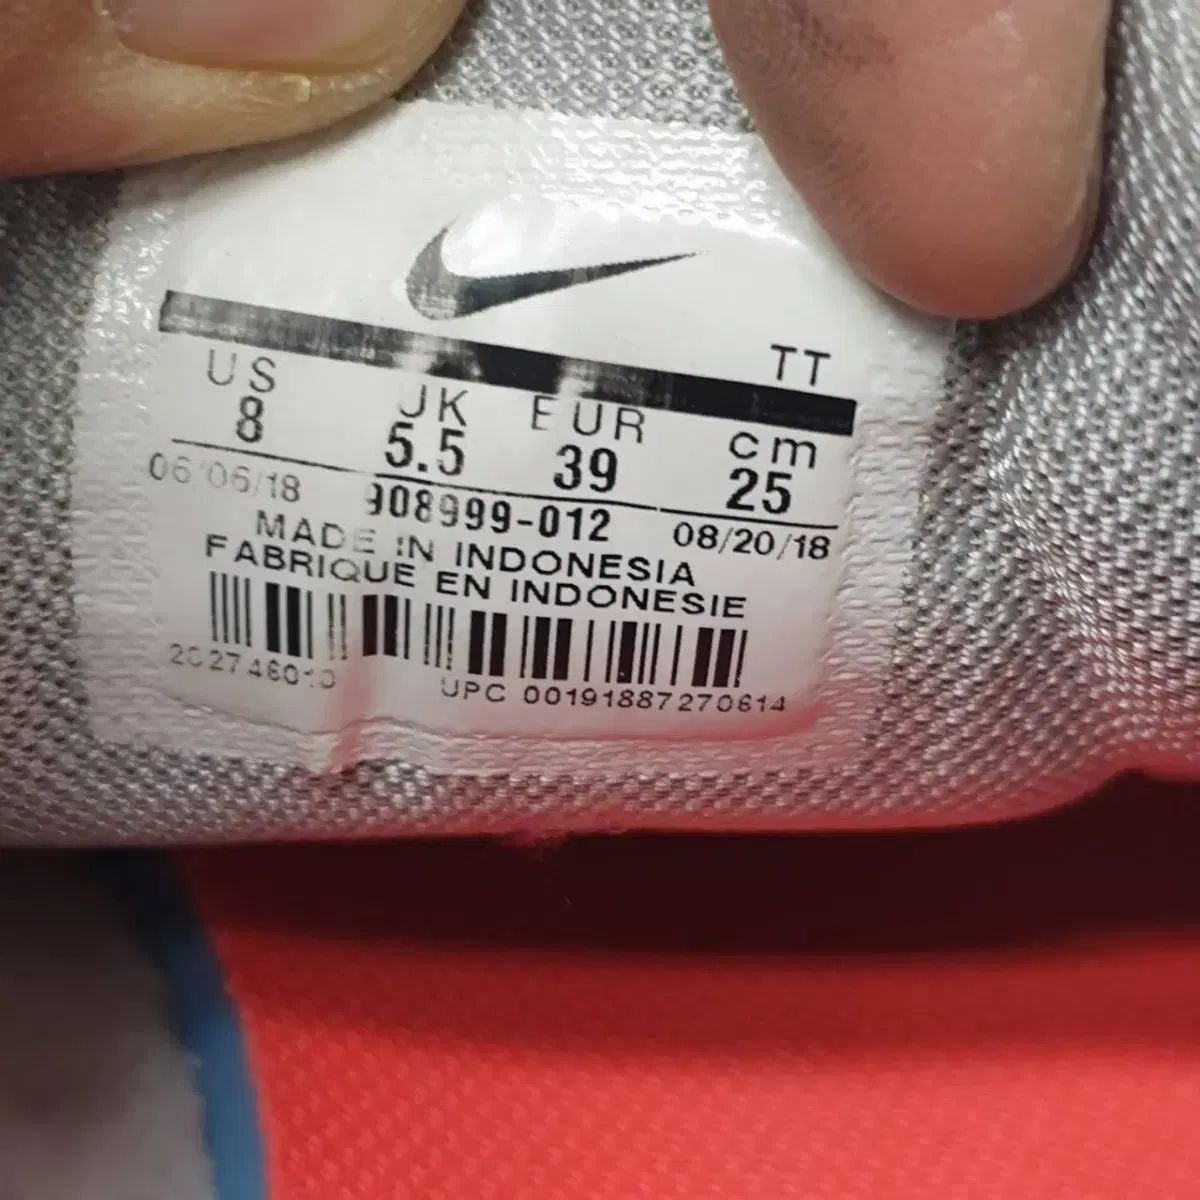 TT
US UK EUR cm
8 5.5 39 25
06/06/18 908999-012 08/20/18
MADE IN INDONESIA
FABRIQUE EN INDONESIE
UPC 00191887270614